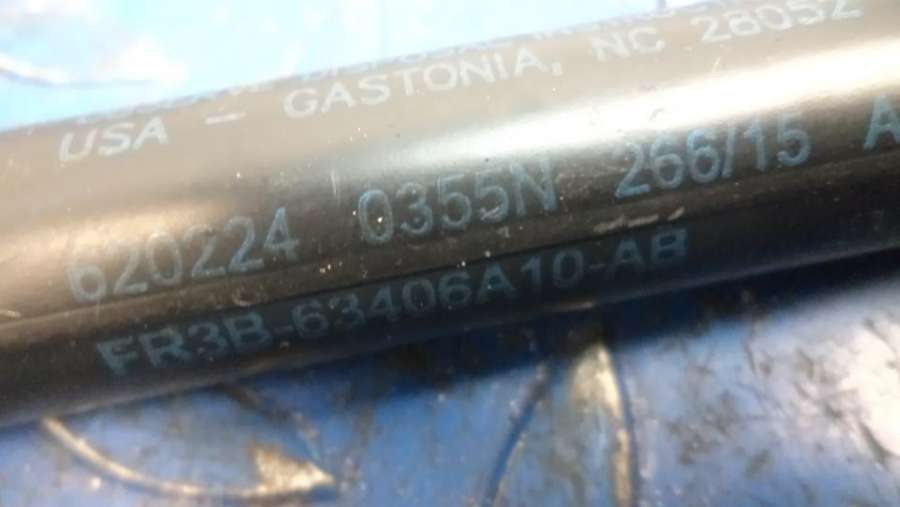 USA – GASTONIA, NC 28052
620224 0355N 266/15 A
FR3B-63406A10-AB